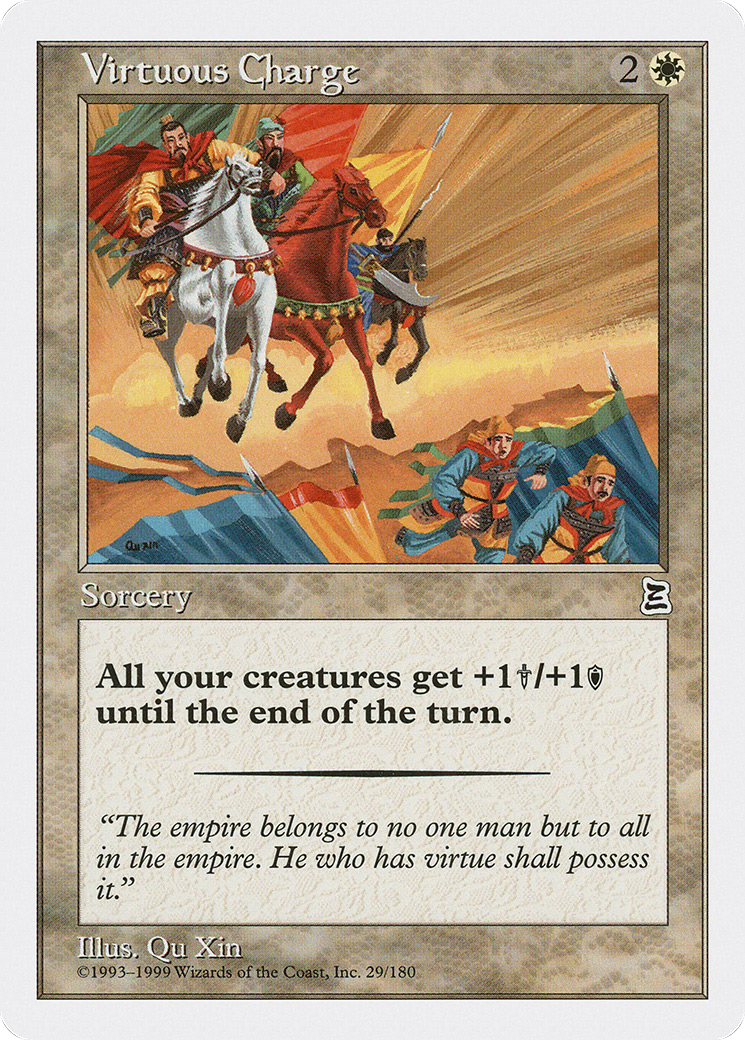 Virtuous Charge 2
Qu Xin
Sorcery
All your creatures get +1/+1
until the end of the turn.
“The empire belongs to no one man but to all
in the empire. He who has virtue shall possess
it.”
Illus. Qu Xin
©1993–1999 Wizards of the Coast, Inc. 29/180